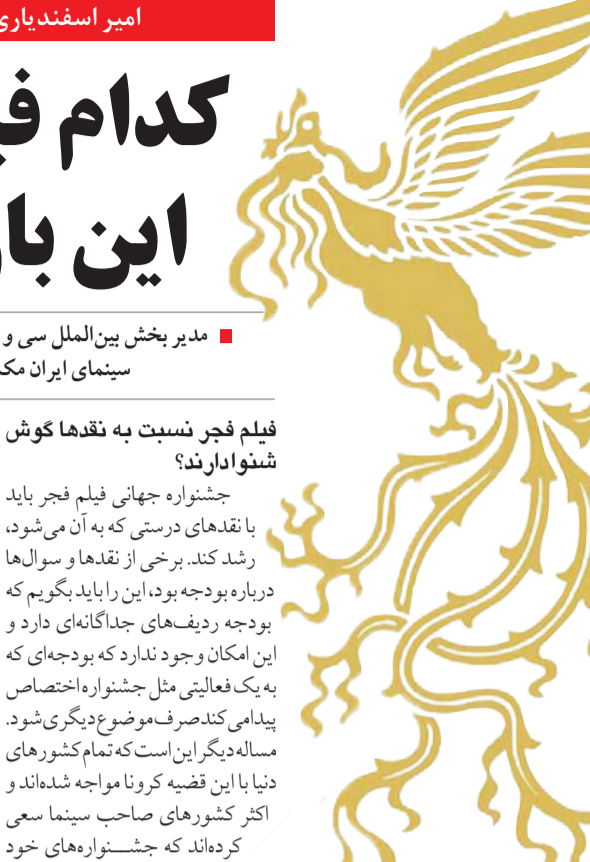 امیر اسفندیاری
کدام ف
این با
مدیر بخش بین‌الملل سی و
سینمای ایران مک
فیلم فجر نسبت به نقدها گوش
شنوا دارند؟
جشنواره جهانی فیلم فجر باید
با نقدهای درستی که به آن می‌شود،
رشد کند. برخی از نقدها و سوال‌ها
درباره بودجه بود، این را باید بگویم که
بودجه ردیف‌های جداگانه‌ای دارد و
این امکان وجود ندارد که بودجه‌ای که
به یک فعالیتی مثل جشنواره اختصاص
پیدا می‌کند صرف موضوع دیگری شود.
مساله دیگر این است که تمام کشورهای
دنیا با این قضیه کرونا مواجه شده‌اند و
اکثر کشورهای صاحب سینما سعی
کرده‌اند که جشنواره‌های خود